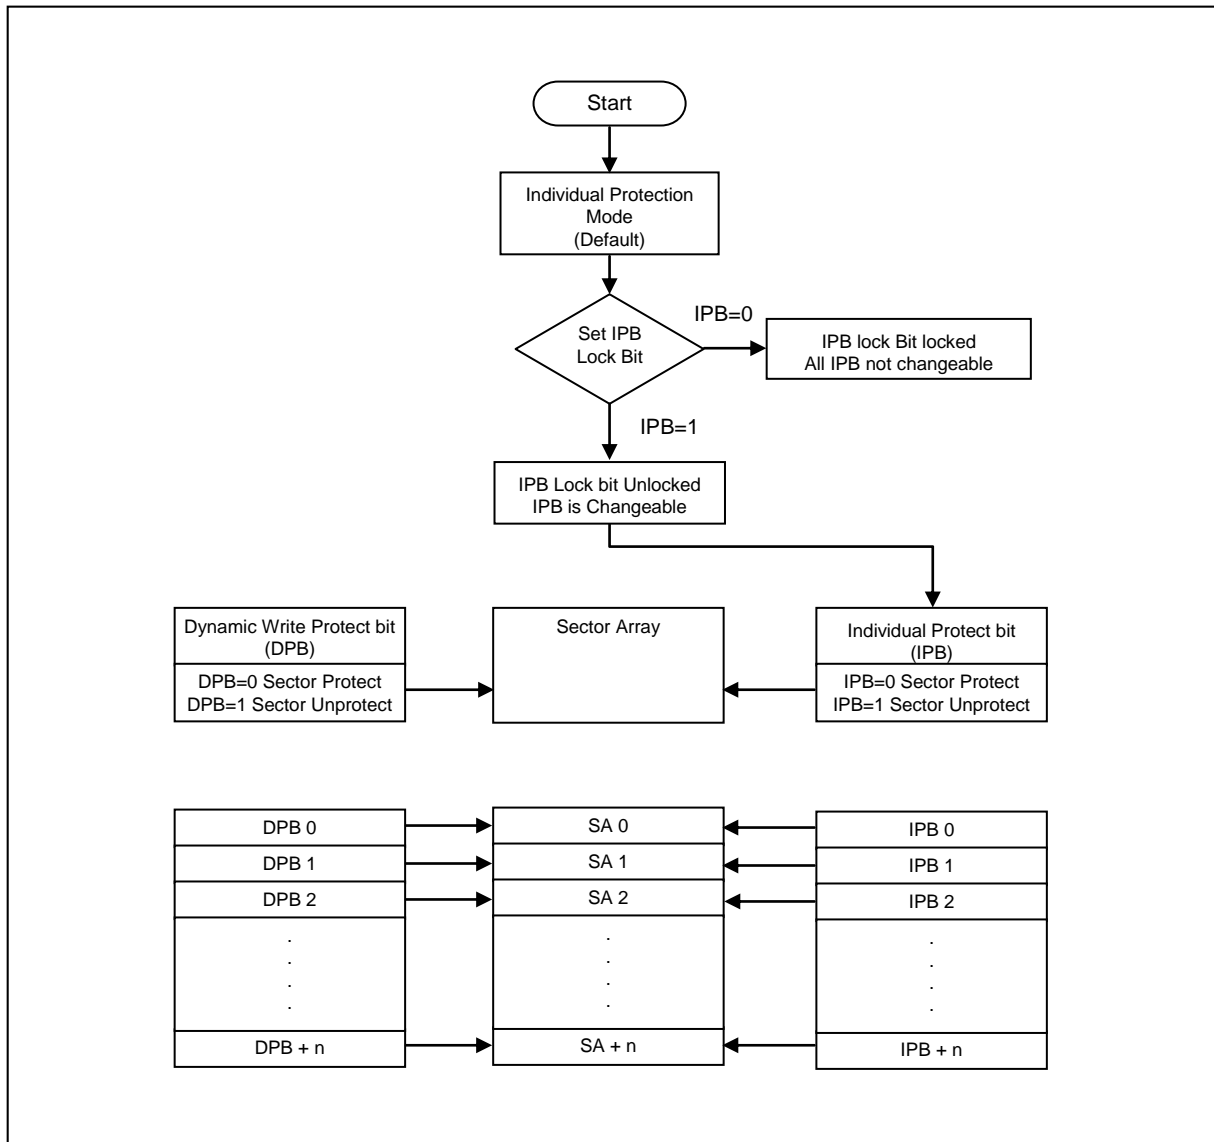 Start
Individual Protection
Mode
(Default)
Set IPB
Lock Bit
IPB=0
IPB lock Bit locked
All IPB not changeable
IPB=1
IPB Lock bit Unlocked
IPB is Changeable
Dynamic Write Protect bit
(DPB)
DPB=0 Sector Protect
DPB=1 Sector Unprotect
Sector Array
Individual Protect bit
(IPB)
IPB=0 Sector Protect
IPB=1 Sector Unprotect
DPB 0
DPB 1
DPB 2
.
.
.
.
DPB + n
SA 0
SA 1
SA 2
.
.
.
.
SA + n
IPB 0
IPB 1
IPB 2
.
.
.
.
IPB + n